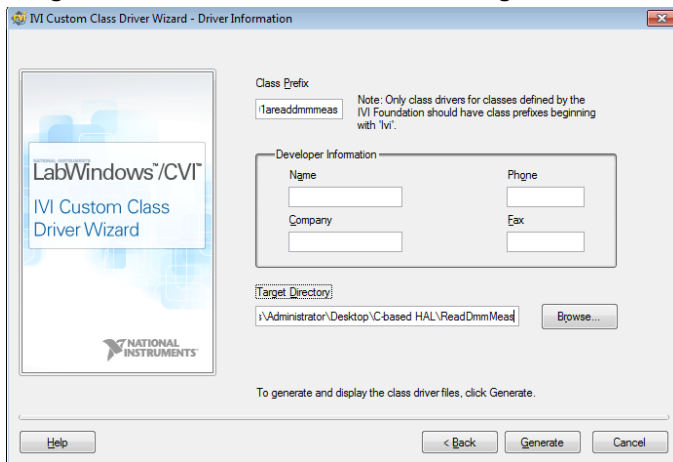 IVI Custom Class Driver Wizard - Driver Information
Class Prefix
areaddmmmeas
Note: Only class drivers for classes defined by the
IVI Foundation should have class prefixes beginning
with 'Ivi'.
Developer Information
Name
Phone
Company
Fax
NATIONAL INSTRUMENTS
LabWindows™/CVI™
IVI Custom Class
Driver Wizard
Target Directory
\Administrator\Desktop\C-based HAL\ReadDmmMeas
Browse...
NATIONAL
INSTRUMENTS™
To generate and display the class driver files, click Generate.
Help
< Back
Generate
Cancel